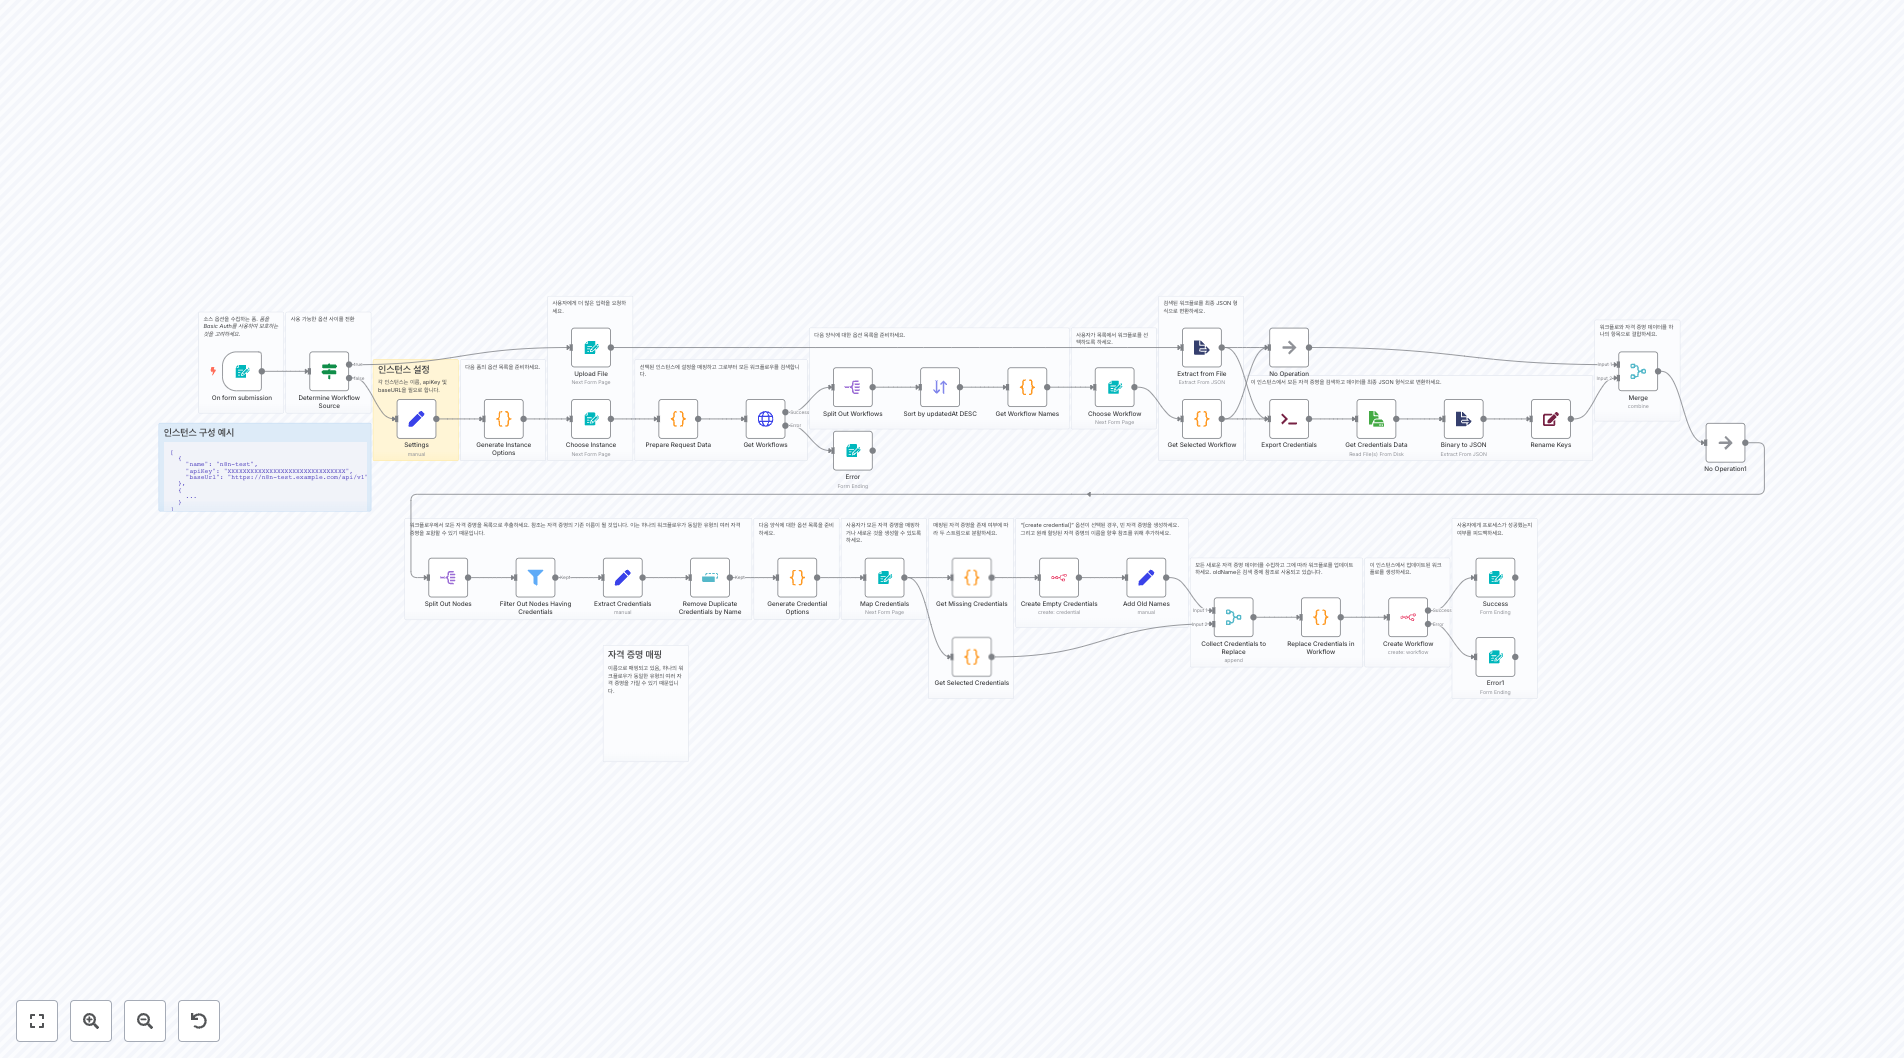 소스 옵션을 수집하는 폼. 폼을
Basic Auth를 사용하여 보호하는
것을 고려하세요.
On form submission
사용 가능한 옵션 사이를 전환
Determine Workflow
Source
true
false
인스턴스 구성 예시
[
{
"name": "n8n-test",
"apiKey": "XXXXXXXXXXXXXXXXXXXXXXXXXXXXXX",
"baseUrl": "https://n8n-test.example.com/api/v1"
},
{
...
}
]
인스턴스 설정
각 인스턴스는 이름, apiKey 및
baseURL을 필요로 합니다.
Settings
manual
다음 폼의 옵션 목록을 준비하세요.
Generate Instance
Options
사용자에게 더 많은 입력을 요청하
세요.
Upload File
Next Form Page
Choose Instance
Next Form Page
선택된 인스턴스에 설정을 매핑하고 그로부터 모든 워크플로우를 검색합니
다.
Prepare Request Data
Get Workflows
Success
Error
다음 양식에 대한 옵션 목록을 준비하세요.
Split Out Workflows
Sort by updatedAt DESC
Get Workflow Names
Error
Form Ending
사용자가 목록에서 워크플로를 선
택하도록 하세요.
Choose Workflow
Next Form Page
검색된 워크플로를 최종 JSON 형
식으로 변환하세요.
Extract from File
Extract From JSON
Get Selected Workflow
No Operation
이 인스턴스에서 모든 자격 증명을 검색하고 데이터를 최종 JSON 형식으로 변환하세요.
Export Credentials
Get Credentials Data
Read File(s) From Disk
Binary to JSON
Extract From JSON
Rename Keys
워크플로와 자격 증명 데이터를 하
나의 항목으로 결합하세요.
Input 1
Input 2
Merge
combine
No Operation1
워크플로우에서 모든 자격 증명을 목록으로 추출하세요. 참조는 자격 증명의 기존 이름이 될 것입니다. 이는 하나의 워크플로우가 동일한 유형의 여러 자격
증명을 포함할 수 있기 때문입니다.
Split Out Nodes
Filter Out Nodes Having
Credentials
Kept
Extract Credentials
manual
Remove Duplicate
Credentials by Name
Kept
다음 양식에 대한 옵션 목록을 준비
하세요.
Generate Credential
Options
사용자가 모든 자격 증명을 매핑하
거나 새로운 것을 생성할 수 있도록
하세요.
Map Credentials
Next Form Page
매핑된 자격 증명을 존재 여부에 따
라 두 스트림으로 분할하세요.
Get Missing Credentials
Get Selected Credentials
"[create credential]" 옵션이 선택된 경우, 빈 자격 증명을 생성하세요.
그리고 원래 할당된 자격 증명의 이름을 향후 참조를 위해 추가하세요.
Create Empty Credentials
create: credential
Add Old Names
manual
모든 새로운 자격 증명 데이터를 수집하고 그에 따라 워크플로를 업데이트
하세요. oldName은 검색 중에 참조로 사용되고 있습니다.
Input 1
Input 2
Collect Credentials to
Replace
append
Replace Credentials in
Workflow
이 인스턴스에서 업데이트된 워크
플로를 생성하세요.
Create Workflow
create: workflow
Success
Error
사용자에게 프로세스가 성공했는지
여부를 피드백하세요.
Success
Form Ending
Error1
Form Ending
자격 증명 매핑
이름으로 매핑되고 있음, 하나의 워
크플로우가 동일한 유형의 여러 자
격 증명을 가질 수 있기 때문입니
다.